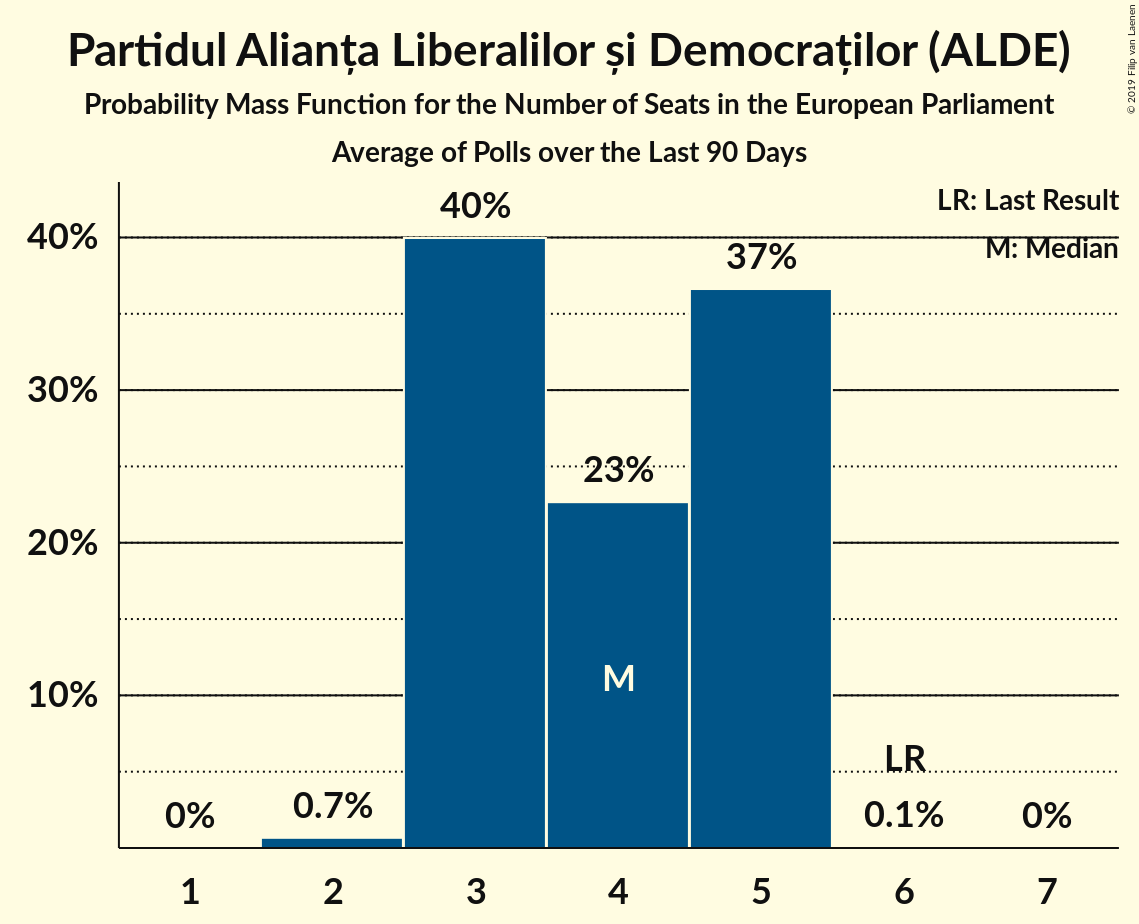 Partidul Alianța Liberalilor și Democraților (ALDE)
Probability Mass Function for the Number of Seats in the European Parliament
Average of Polls over the Last 90 Days
© 2019 Filip van Laenen
LR: Last Result
M: Median
40%
30%
20%
10%
0%
0.7%
40%
23%
M
37%
LR
0.1%
0%
1 2 3 4 5 6 7